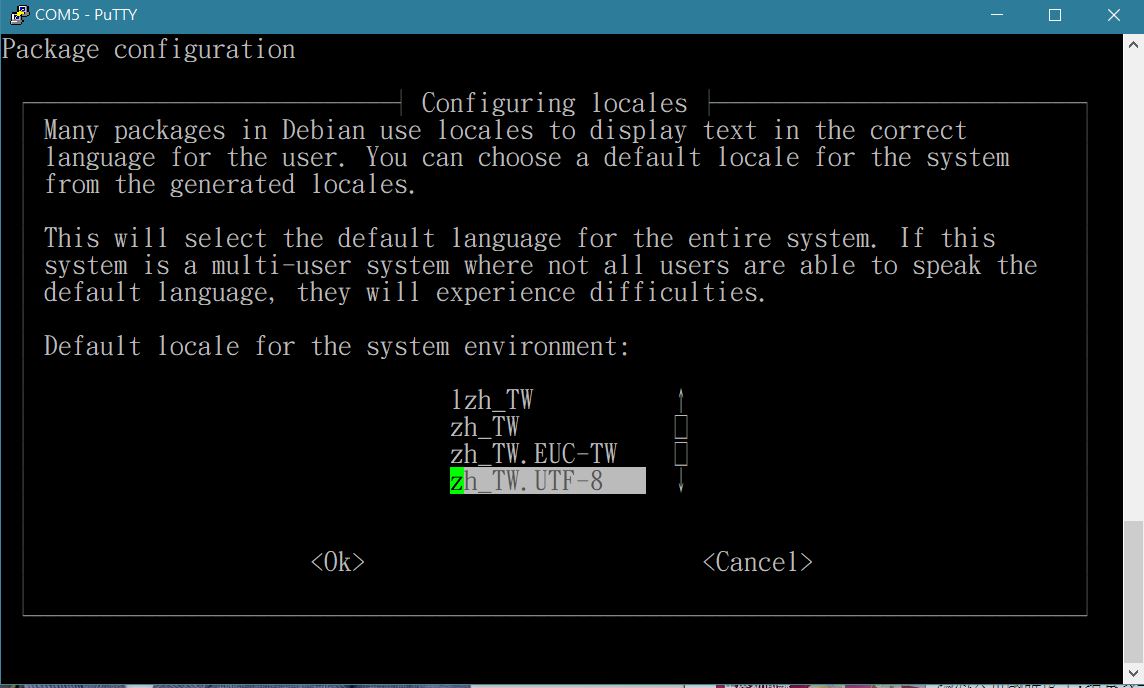 COM5 - PuTTY
Package configuration
Configuring locales
Many packages in Debian use locales to display text in the correct
language for the user. You can choose a default locale for the system
from the generated locales.
This will select the default language for the entire system. If this
system is a multi-user system where not all users are able to speak the
default language, they will experience difficulties.
Default locale for the system environment:
lzh_TW
zh_TW
zh_TW.EUC-TW
zh_TW.UTF-8
<Ok> <Cancel>